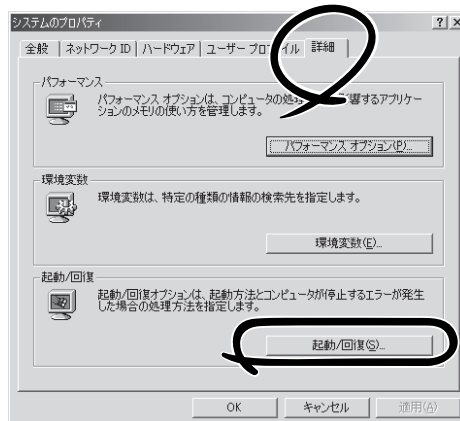 システムのプロパティ
全般 ネットワーク ID ハードウェア ユーザー プロ イル 詳細
パフォーマンス
パフォーマンス オプションは、コンピュータの処 響するアプリケー
ションのメモリの使い方を管理します。
パフォーマンス オプション(P)...
環境変数
環境変数は、特定の種類の情報の検索先を指定します。
環境変数(E)...
起動/回復
起動/回復オプションは、起動方法とコンピュータが停止するエラーが発生
した場合の処理方法を指定します。
起動/回復(S)...
OK キャンセル 適用(A)